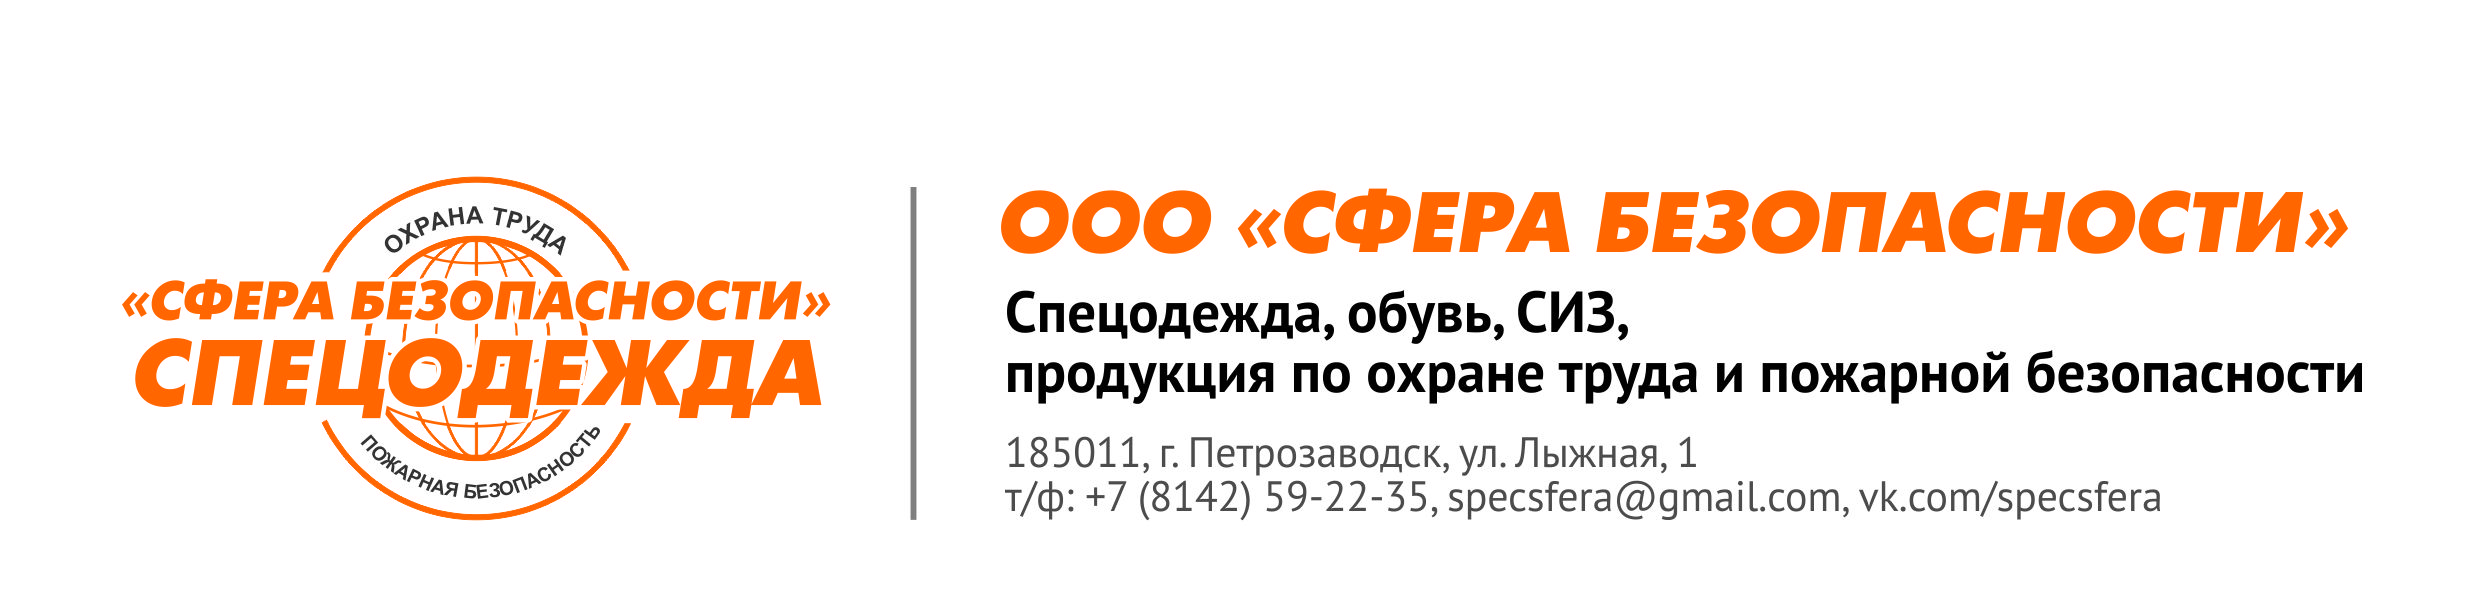 ОХРАНА ТРУДА
«СФЕРА БЕЗОПАСНОСТИ»
СПЕЦОДЕЖДА
ПОЖАРНАЯ БЕЗОПАСНОСТЬ
ООО «СФЕРА БЕЗОПАСНОСТИ»
Спецодежда, обувь, СИЗ,
продукция по охране труда и пожарной безопасности
185011, г. Петрозаводск, ул. Лыжная, 1
т/ф: +7 (8142) 59-22-35, specsfera@gmail.com, vk.com/specsfera